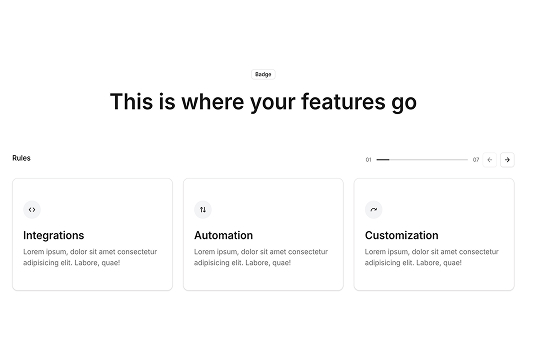 Badge
This is where your features go
Rules
01
07
Integrations
Lorem ipsum, dolor sit amet consectetur
adipisicing elit. Labore, quae!
Automation
Lorem ipsum, dolor sit amet consectetur
adipisicing elit. Labore, quae!
Customization
Lorem ipsum, dolor sit amet consectetur
adipisicing elit. Labore, quae!